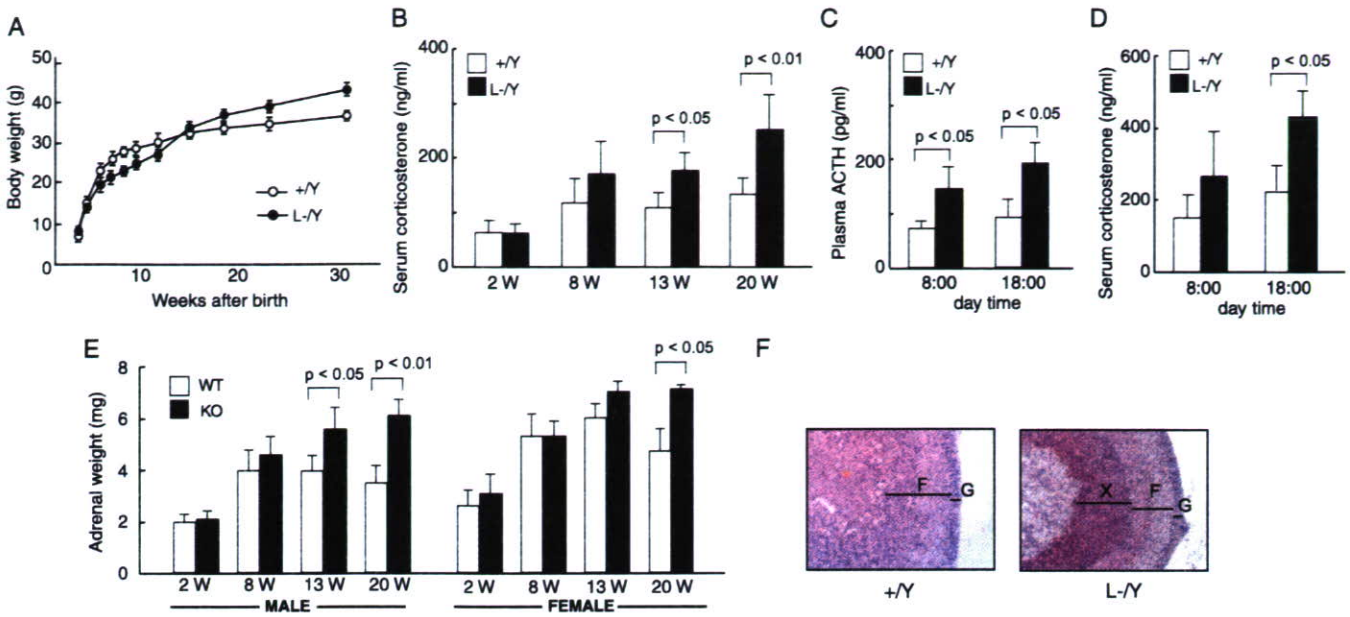 A
Body weight (g)
50
40
30
20
10
0
+/Y
L-/Y
10
20
30
Weeks after birth
B
Serum corticosterone (ng/ml)
400
200
0
+/Y
L-/Y
p < 0.05
p < 0.01
2 W
8 W
13 W
20 W
C
Plasma ACTH (pg/ml)
400
200
0
+/Y
L-/Y
p < 0.05
p < 0.05
8:00
18:00
day time
D
Serum corticosterone (ng/ml)
600
400
200
0
+/Y
L-/Y
p < 0.05
8:00
18:00
day time
E
Adrenal weight (mg)
8
6
4
2
0
WT
KO
p < 0.05
p < 0.01
p < 0.05
2 W
8 W
13 W
20 W
2 W
8 W
13 W
20 W
MALE
FEMALE
F
F
G
X
F
G
+/Y
L-/Y